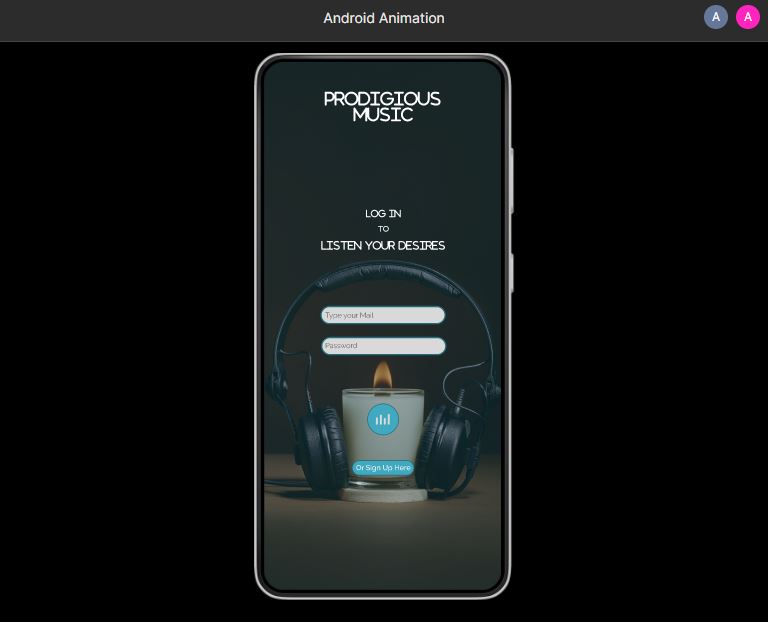 Android Animation
A A
PRODIGIOUS
MUSIC
LOG IN
TO
LISTEN YOUR DESIRES
Type your Mail
Password
Or Sign Up Here